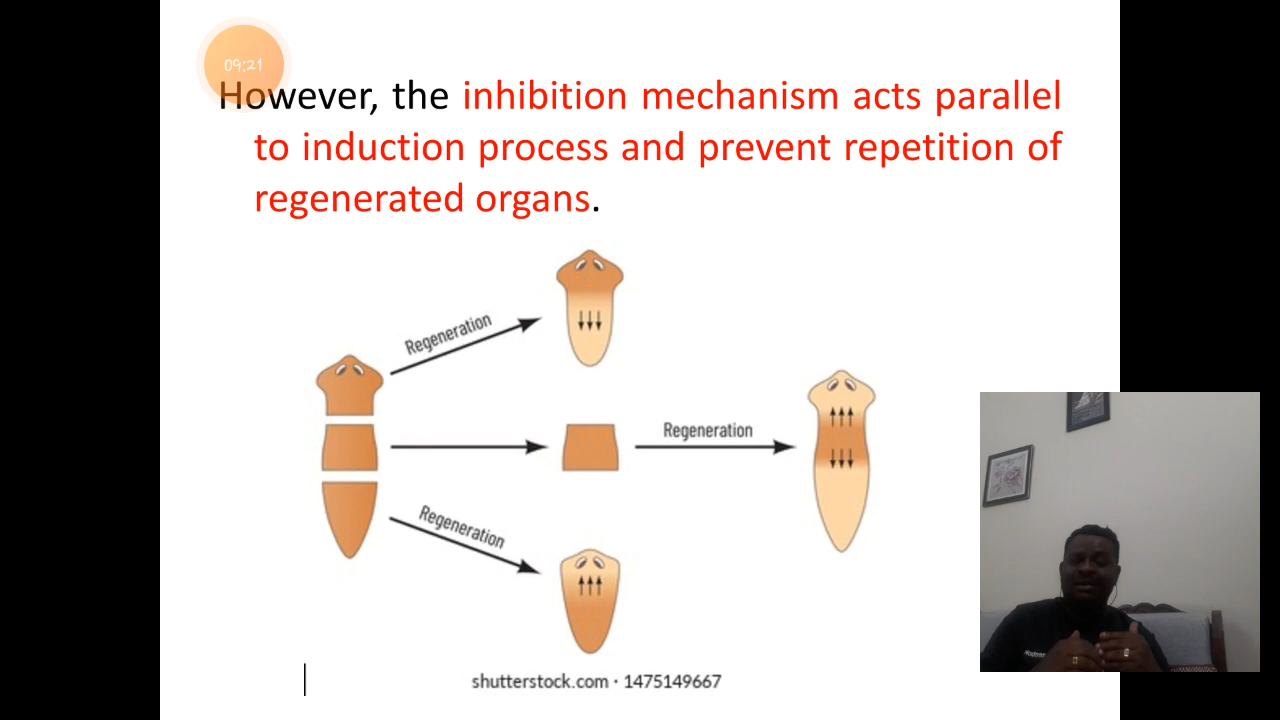 09:21
However, the inhibition mechanism acts parallel
to induction process and prevent repetition of
regenerated organs.
Regeneration
Regeneration
Regeneration
shutterstock.com · 1475149667